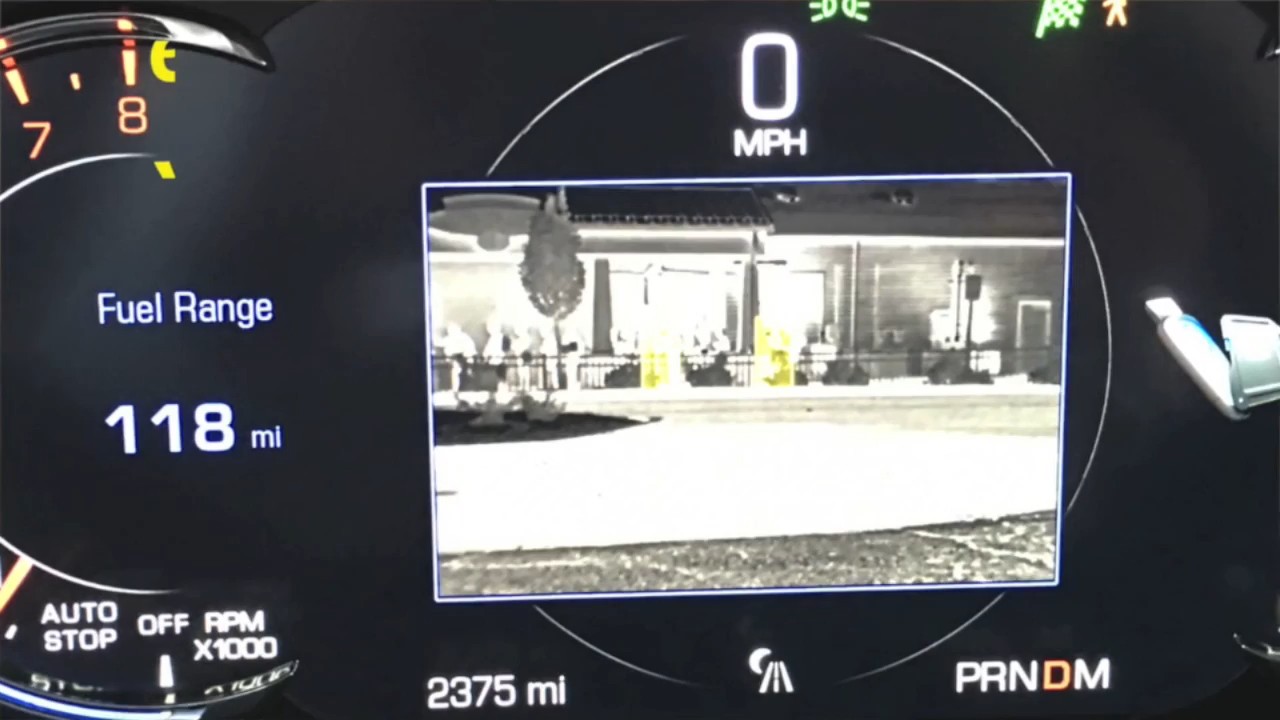 0
MPH
7
8
Fuel Range
118 mi
AUTO
STOP
OFF
RPM
X1000
2375 mi
PRNDM